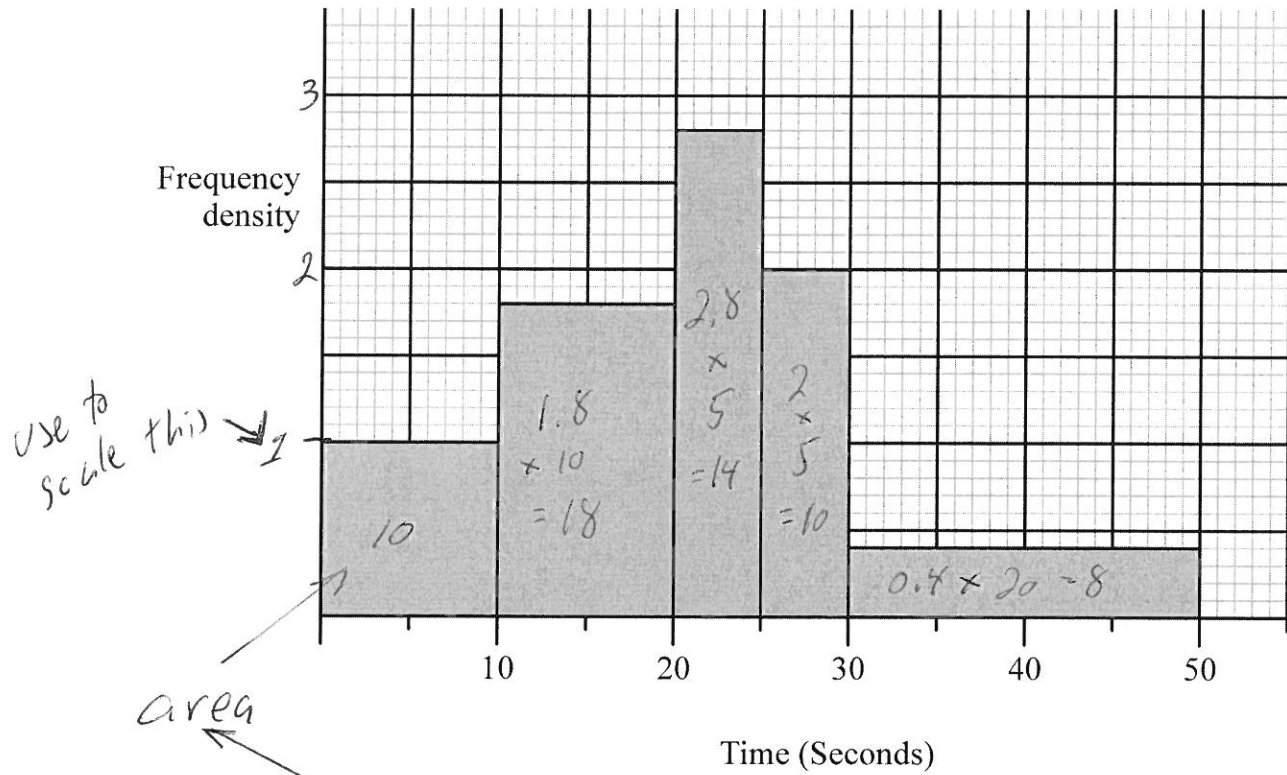 3
Frequency
density
2
use to
scale this
1
10
1.8
× 10
= 18
2.8
×
5
=14
2
×
5
=10
0.4 × 20 = 8
10
20
30
40
50
area
Time (Seconds)